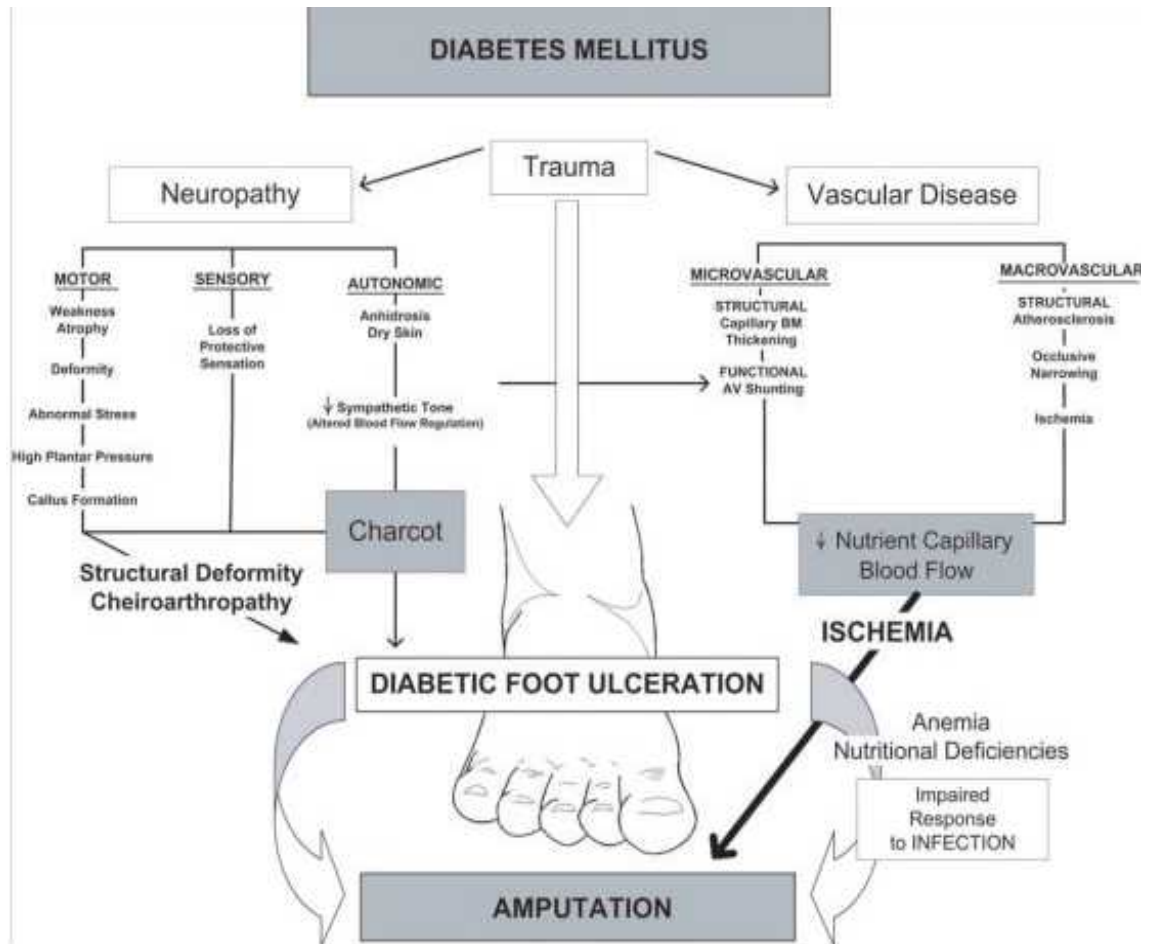 DIABETES MELLITUS
Trauma
Neuropathy
Vascular Disease
MOTOR
Weakness
Atrophy
Deformity
Abnormal Stress
High Plantar Pressure
Callus Formation
SENSORY
Loss of
Protective
Sensation
AUTONOMIC
Anhidrosis
Dry Skin
↓ Sympathetic Tone
(Altered Blood Flow Regulation)
MICROVASCULAR
STRUCTURAL
Capillary BM
Thickening
FUNCTIONAL
AV Shunting
MACROVASCULAR
STRUCTURAL
Atherosclerosis
Occlusive
Narrowing
Ischemia
Charcot
↓ Nutrient Capillary
Blood Flow
Structural Deformity
Cheiroarthropathy
ISCHEMIA
DIABETIC FOOT ULCERATION
Anemia
Nutritional Deficiencies
Impaired
Response
to INFECTION
AMPUTATION